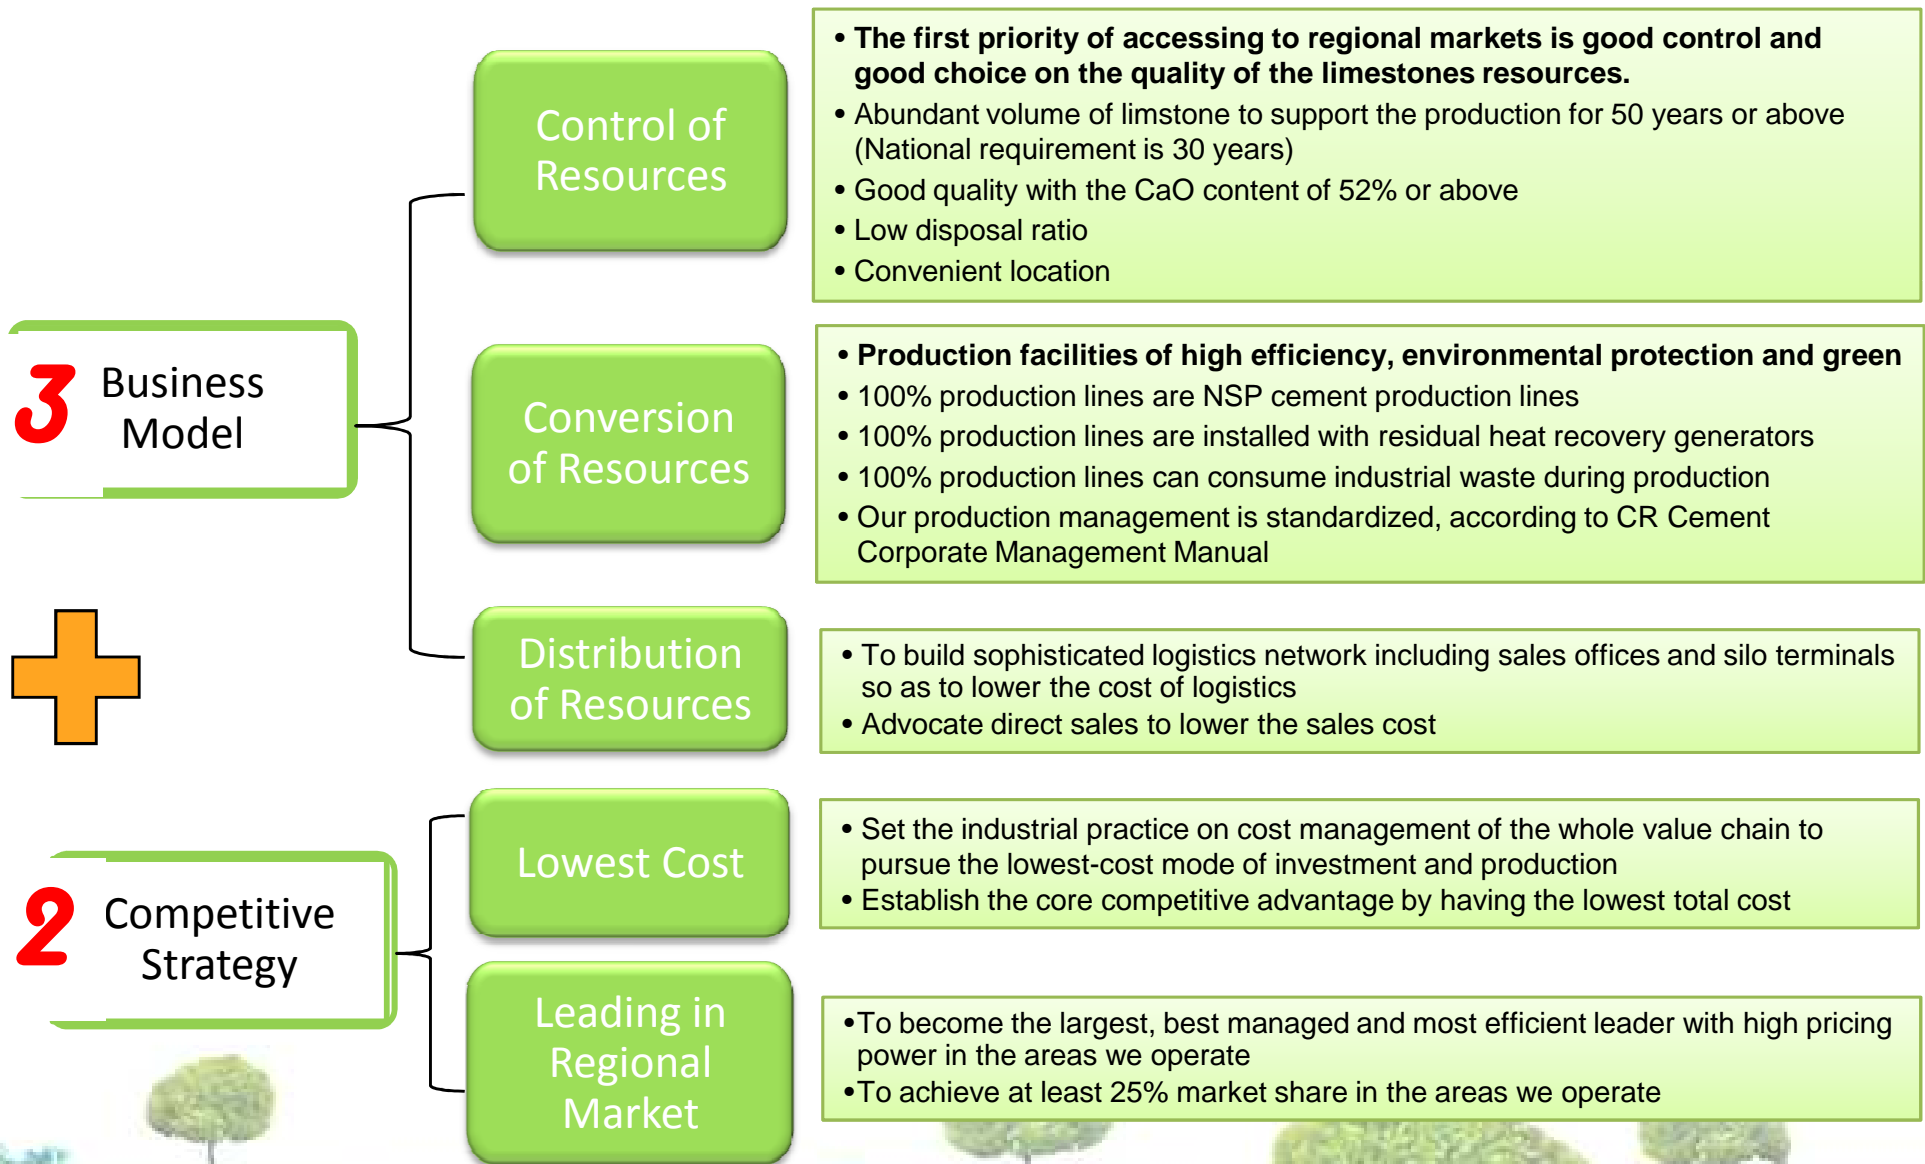 3 Business
Model
Control of
Resources
• The first priority of accessing to regional markets is good control and
good choice on the quality of the limestones resources.
• Abundant volume of limstone to support the production for 50 years or above
(National requirement is 30 years)
• Good quality with the CaO content of 52% or above
• Low disposal ratio
• Convenient location
Conversion
of Resources
• Production facilities of high efficiency, environmental protection and green
• 100% production lines are NSP cement production lines
• 100% production lines are installed with residual heat recovery generators
• 100% production lines can consume industrial waste during production
• Our production management is standardized, according to CR Cement
Corporate Management Manual
Distribution
of Resources
• To build sophisticated logistics network including sales offices and silo terminals
so as to lower the cost of logistics
• Advocate direct sales to lower the sales cost
2 Competitive
Strategy
Lowest Cost
• Set the industrial practice on cost management of the whole value chain to
pursue the lowest-cost mode of investment and production
• Establish the core competitive advantage by having the lowest total cost
Leading in
Regional
Market
•To become the largest, best managed and most efficient leader with high pricing
power in the areas we operate
•To achieve at least 25% market share in the areas we operate